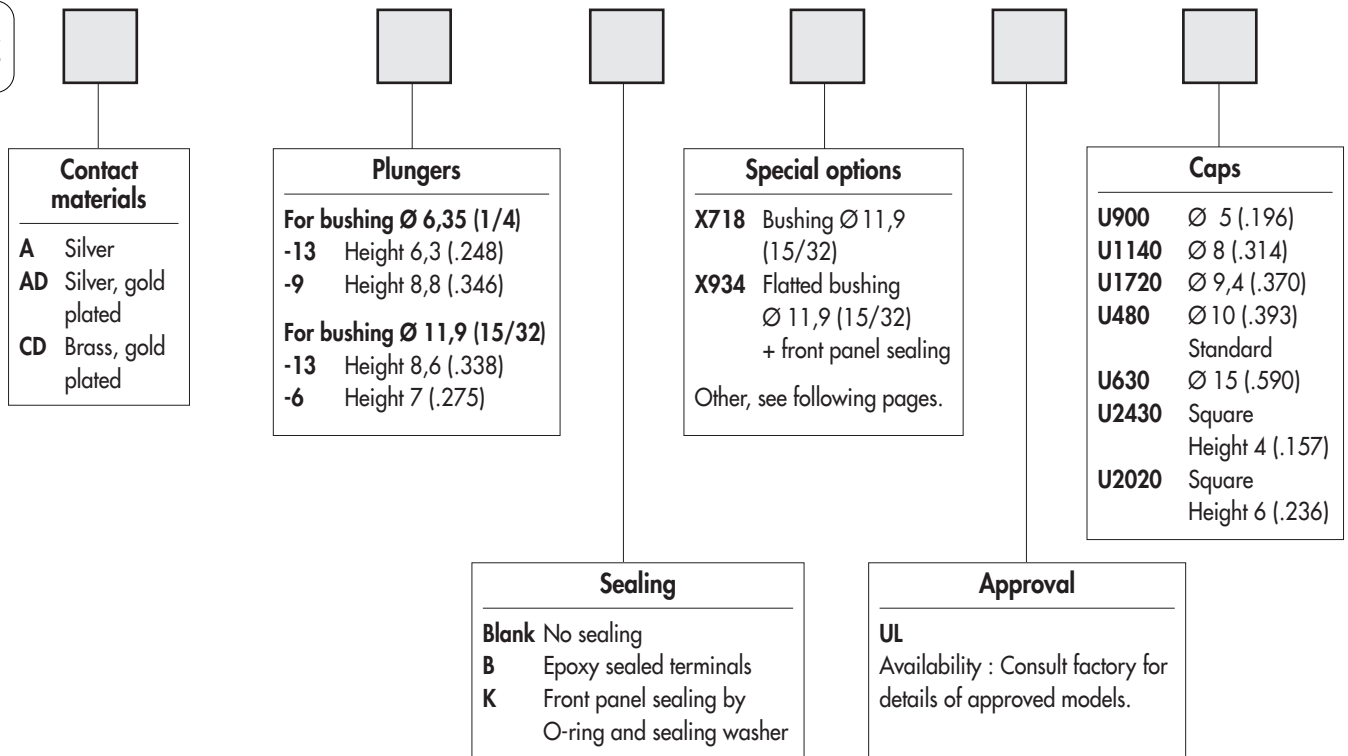 Contact
materials
A Silver
AD Silver, gold
plated
CD Brass, gold
plated
Plungers
For bushing Ø 6,35 (1/4)
-13 Height 6,3 (.248)
-9 Height 8,8 (.346)
For bushing Ø 11,9 (15/32)
-13 Height 8,6 (.338)
-6 Height 7 (.275)
Special options
X718 Bushing Ø 11,9
(15/32)
X934 Flatted bushing
Ø 11,9 (15/32)
+ front panel sealing
Other, see following pages.
Caps
U900 Ø 5 (.196)
U1140 Ø 8 (.314)
U1720 Ø 9,4 (.370)
U480 Ø 10 (.393)
Standard
U630 Ø 15 (.590)
U2430 Square
Height 4 (.157)
U2020 Square
Height 6 (.236)
Sealing
Blank No sealing
B Epoxy sealed terminals
K Front panel sealing by
O-ring and sealing washer
Approval
UL
Availability : Consult factory for
details of approved models.